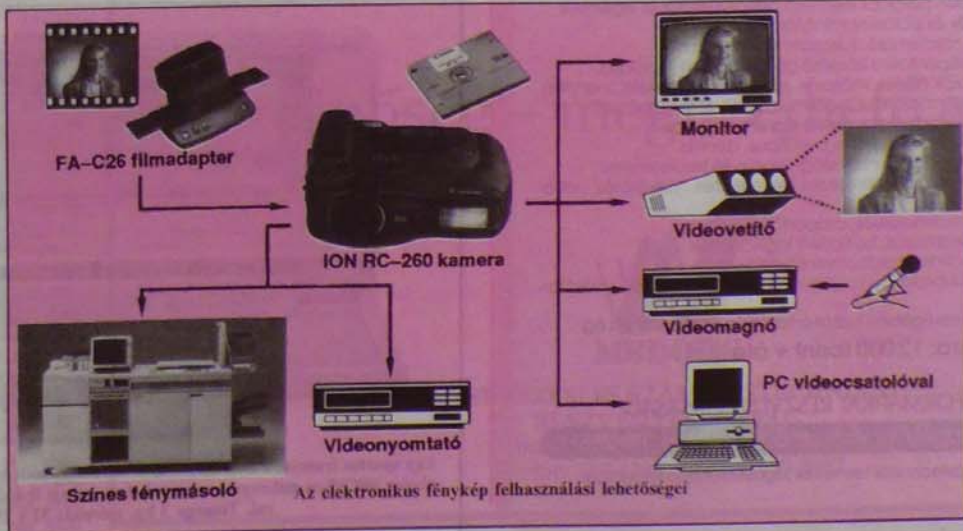 FA–C26 filmadapter
ION RC–260 kamera
Monitor
Videovetítő
Videomagnó
PC videocsatolóval
Színes fénymásoló
Videonyomtató
Az elektronikus fénykép felhasználási lehetőségei